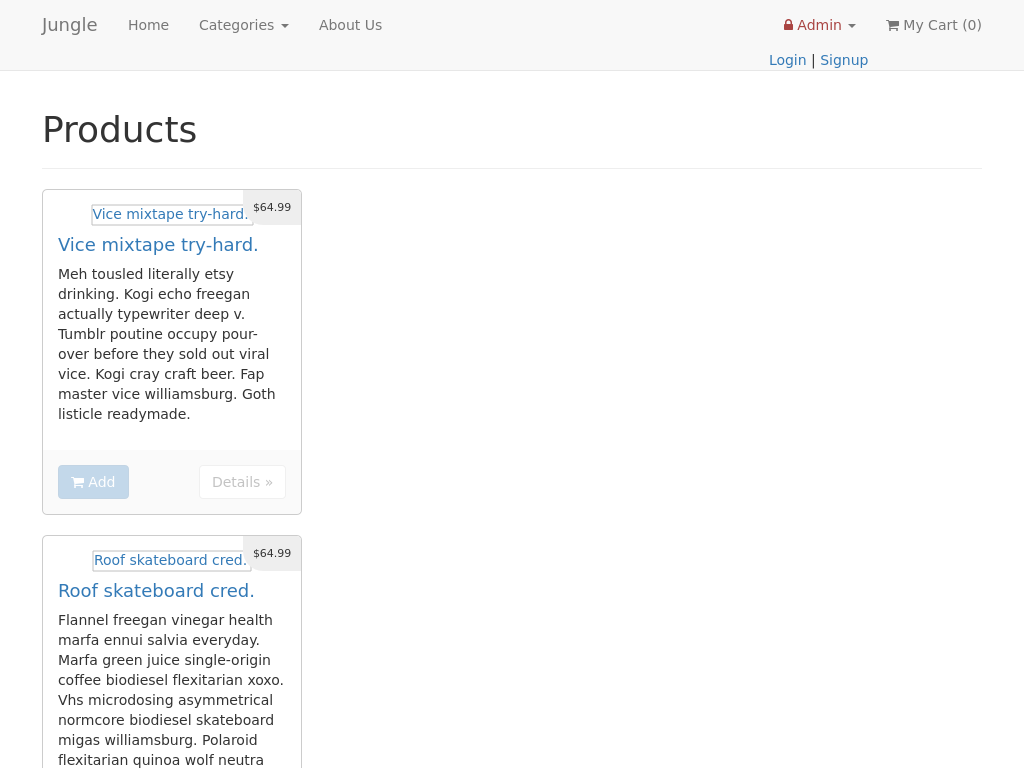 Jungle Home Categories About Us Admin My Cart (0)
Login | Signup
Products
Vice mixtape try-hard. $64.99
Vice mixtape try-hard.
Meh tousled literally etsy
drinking. Kogi echo freegan
actually typewriter deep v.
Tumblr poutine occupy pour-
over before they sold out viral
vice. Kogi cray craft beer. Fap
master vice williamsburg. Goth
listicle readymade.
Add Details »
Roof skateboard cred. $64.99
Roof skateboard cred.
Flannel freegan vinegar health
marfa ennui salvia everyday.
Marfa green juice single-origin
coffee biodiesel flexitarian xoxo.
Vhs microdosing asymmetrical
normcore biodiesel skateboard
migas williamsburg. Polaroid
flexitarian quinoa wolf neutra